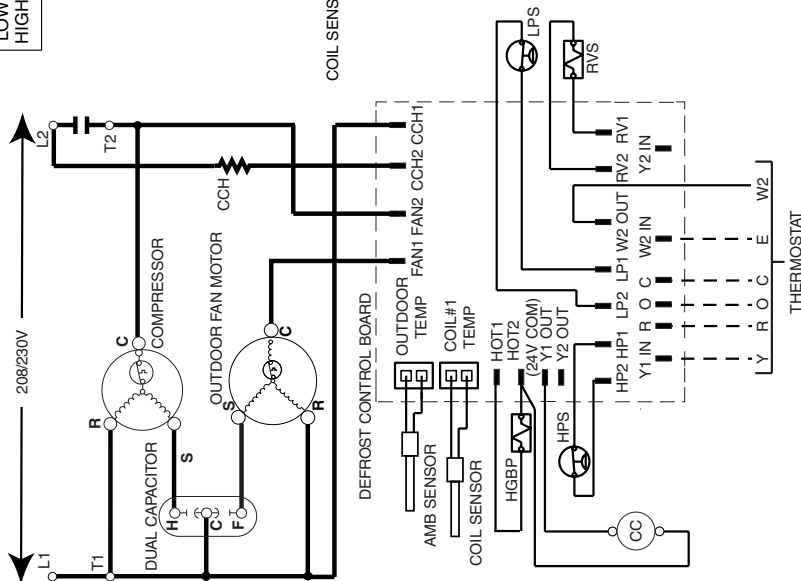 LOW
HIGH
COIL SENS
208/230V
L1
L2
T1
T2
CCH
COMPRESSOR
R
C
S
DUAL CAPACITOR
H
C
F
OUTDOOR FAN MOTOR
S
C
R
DEFROST CONTROL BOARD
FAN1 FAN2 CCH2 CCH1
OUTDOOR
TEMP
AMB SENSOR
COIL#1
TEMP
COIL SENSOR
HOT1
HOT2
(24V COM)
Y1 OUT
Y2 OUT
HGBP
HPS
LPS
RVS
CC
HP2 HP1 LP2 LP1 W2 OUT RV2 RV1
Y1 IN R O C W2 IN Y2 IN
Y R O C E W2
THERMOSTAT